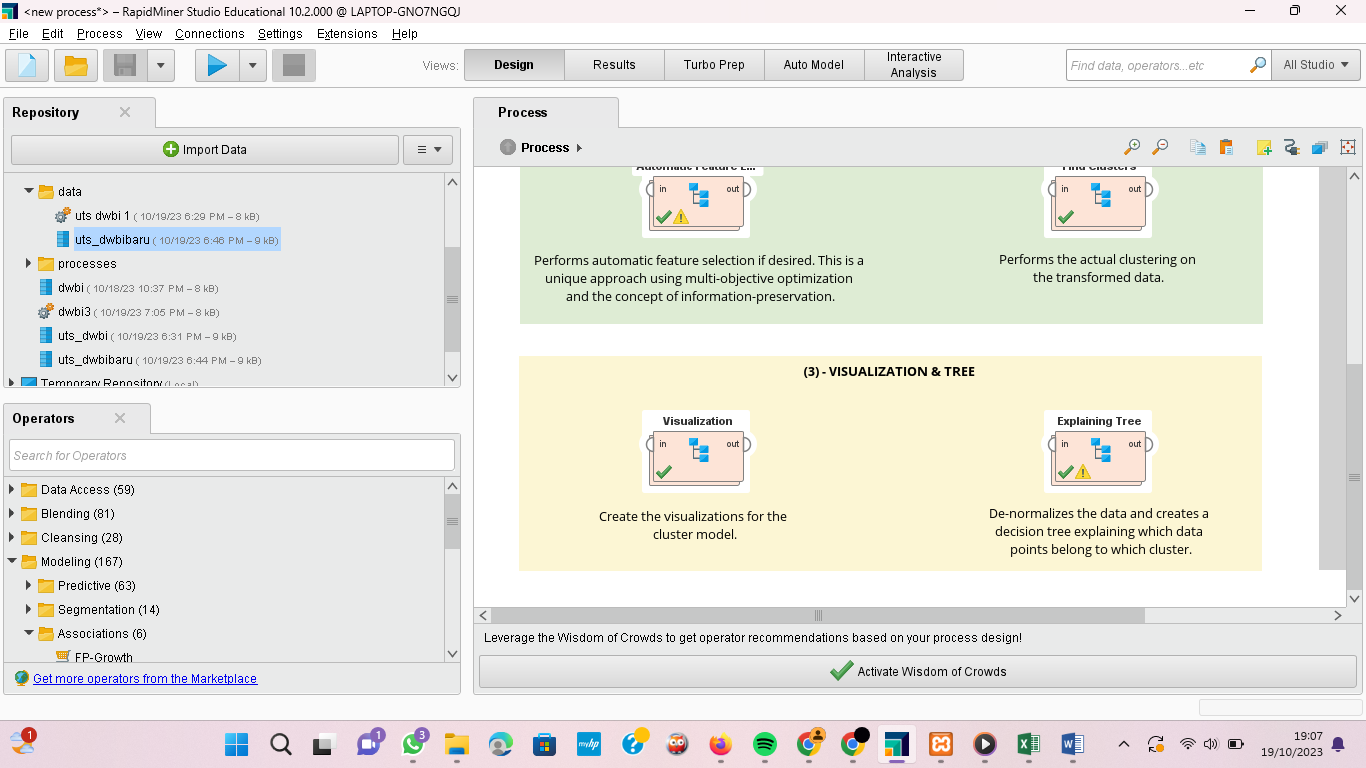 <new process*> – RapidMiner Studio Educational 10.2.000 @ LAPTOP-GNO7NGQJ
File Edit Process View Connections Settings Extensions Help
Views: Design Results Turbo Prep Auto Model Interactive Analysis
Find data, operators...etc
All Studio
Repository
Import Data
data
uts dwbi 1 ( 10/19/23 6:29 PM – 8 kB)
uts_dwbibaru ( 10/19/23 6:46 PM – 9 kB)
processes
dwbi ( 10/18/23 10:37 PM – 8 kB)
dwbi3 ( 10/19/23 7:05 PM – 8 kB)
uts_dwbi ( 10/19/23 6:31 PM – 9 kB)
uts_dwbibaru ( 10/19/23 6:44 PM – 9 kB)
Temporary Repository (Local)
Operators
Search for Operators
Data Access (59)
Blending (81)
Cleansing (28)
Modeling (167)
Predictive (63)
Segmentation (14)
Associations (6)
FP-Growth
Get more operators from the Marketplace
Process
Process
Automatic Feature E...
in out
Performs automatic feature selection if desired. This is a
unique approach using multi-objective optimization
and the concept of information-preservation.
Find Clusters
in out
Performs the actual clustering on
the transformed data.
(3) - VISUALIZATION & TREE
Visualization
in out
Create the visualizations for the
cluster model.
Explaining Tree
in out
De-normalizes the data and creates a
decision tree explaining which data
points belong to which cluster.
Leverage the Wisdom of Crowds to get operator recommendations based on your process design!
Activate Wisdom of Crowds
1
1
3
myhp
19:07
19/10/2023